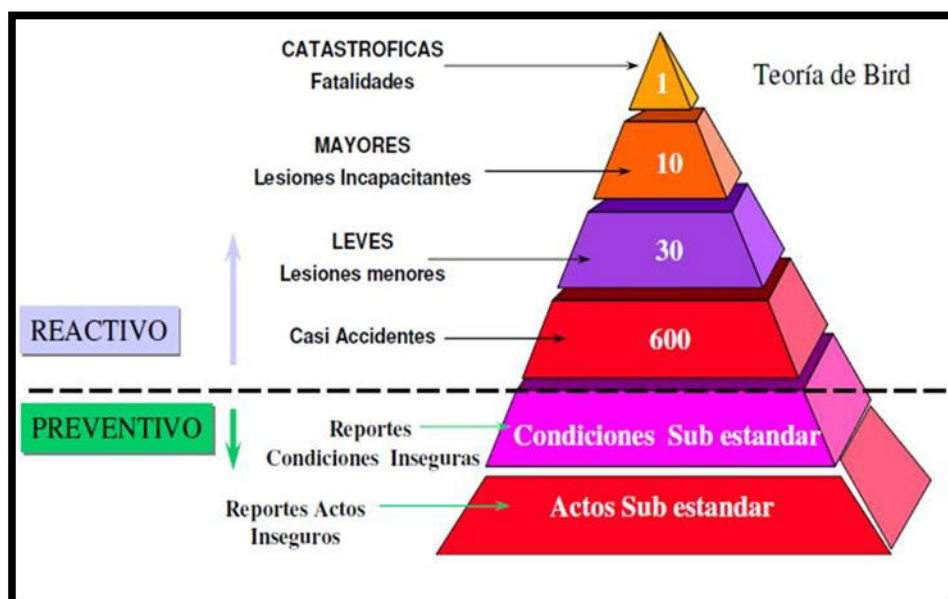 CATASTROFICAS
Fatalidades
1
Teoría de Bird
MAYORES
Lesiones Incapacitantes
10
LEVES
Lesiones menores
30
REACTIVO
Casi Accidentes
600
PREVENTIVO
Reportes
Condiciones Inseguras
Condiciones Sub estandar
Reportes Actos
Inseguros
Actos Sub estandar